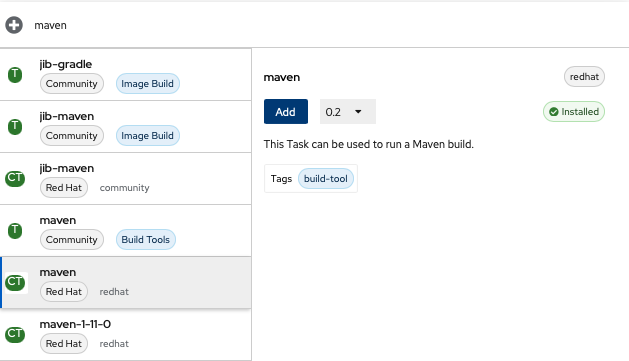 maven
T
jib-gradle
Community Image Build
T
jib-maven
Community Image Build
CT
jib-maven
Red Hat community
T
maven
Community Build Tools
CT
maven
Red Hat redhat
CT
maven-1-11-0
Red Hat redhat
maven redhat
Add 0.2 Installed
This Task can be used to run a Maven build.
Tags build-tool